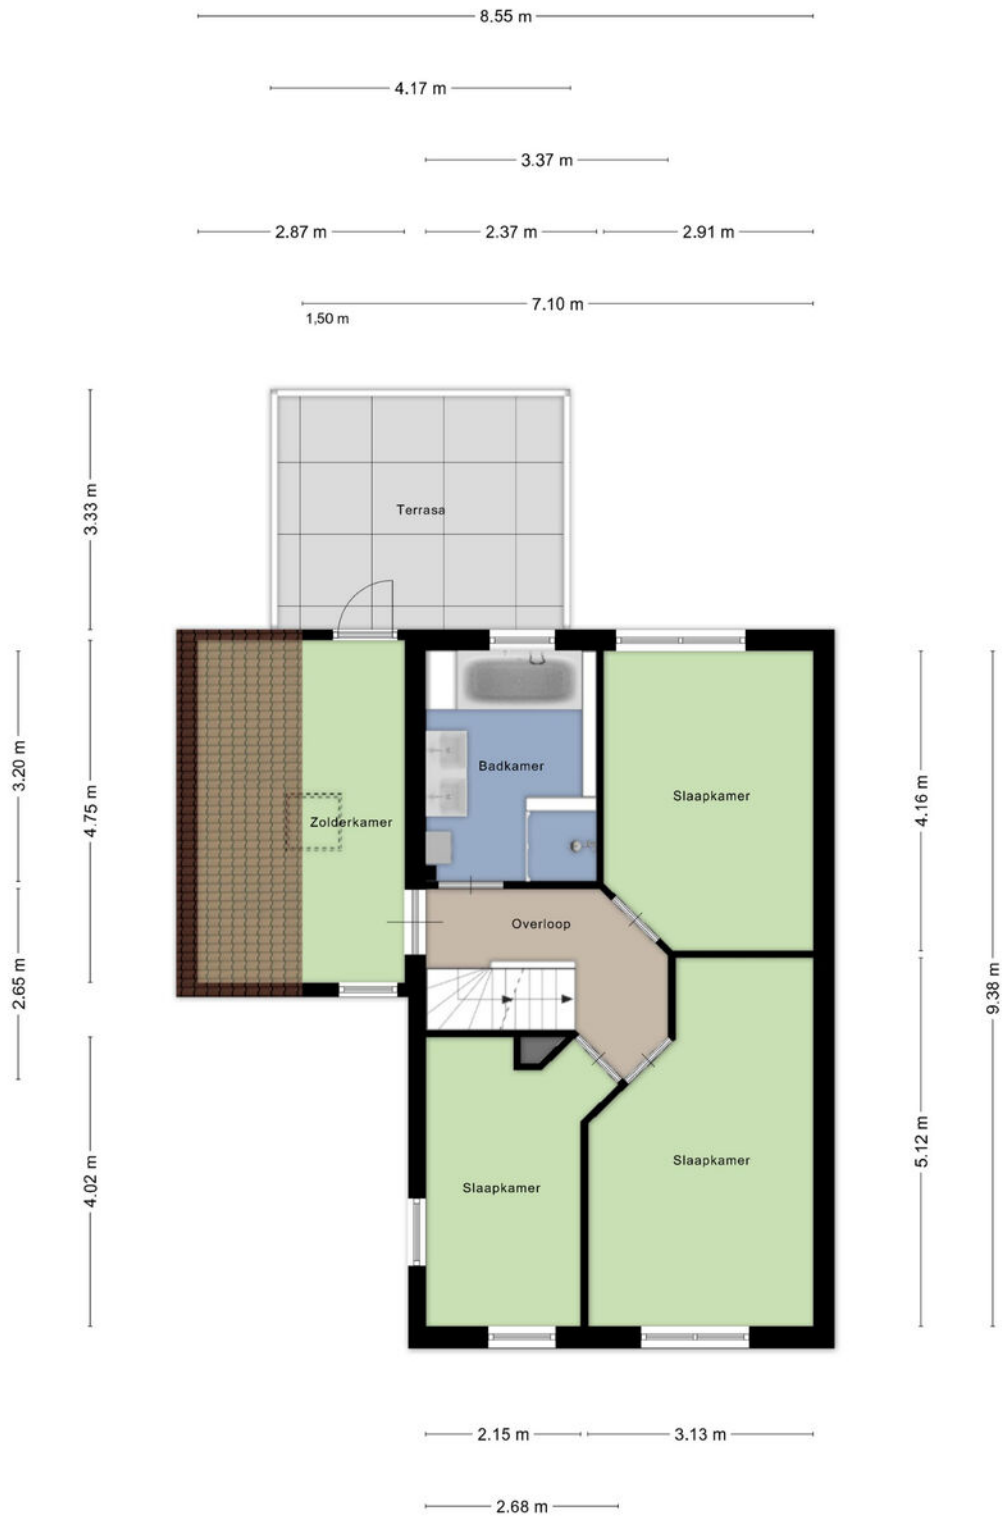 8.55 m
4.17 m
3.37 m
2.87 m
2.37 m
2.91 m
7.10 m
1,50 m
3.33 m
Terrasa
3.20 m
4.75 m
Badkamer
Slaapkamer
4.16 m
Zolderkamer
Overloop
2.65 m
9.38 m
4.02 m
5.12 m
Slaapkamer
Slaapkamer
2.15 m
3.13 m
2.68 m